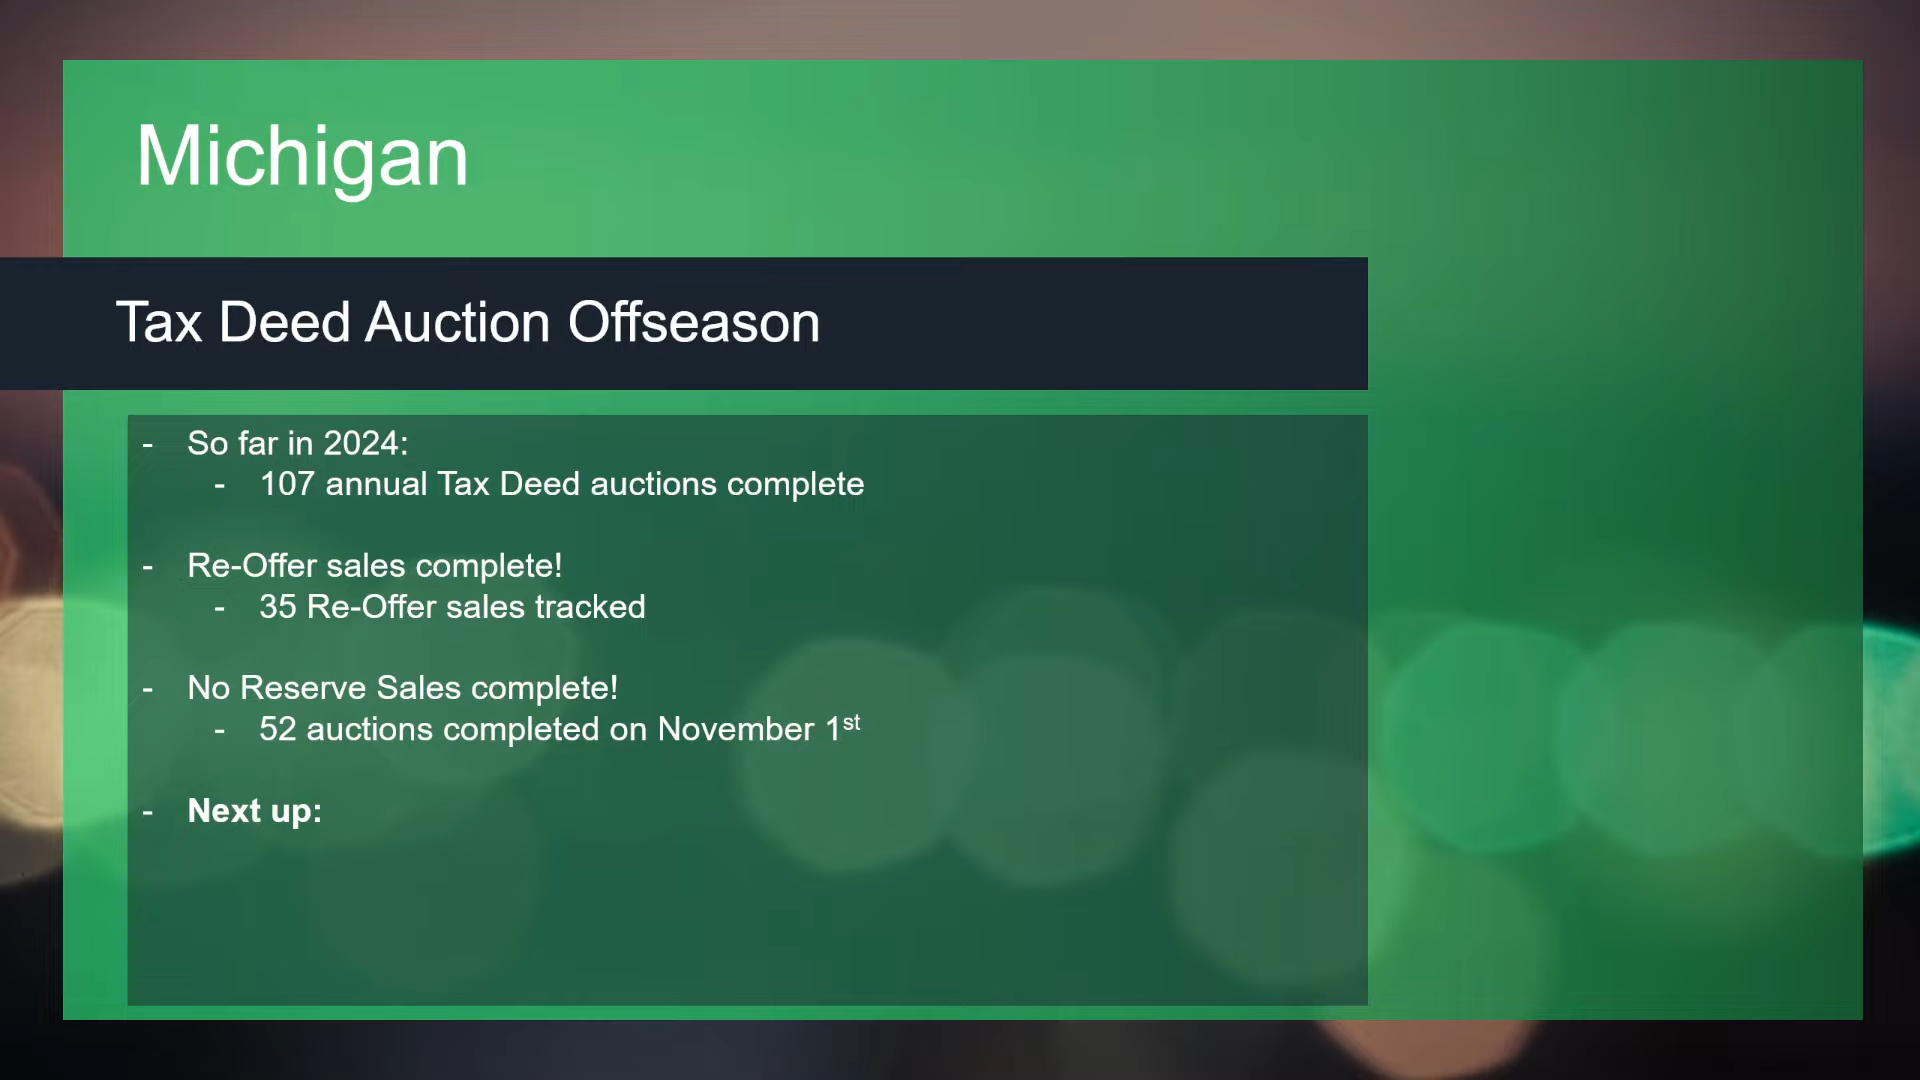 Michigan
Tax Deed Auction Offseason
- So far in 2024:
- 107 annual Tax Deed auctions complete
- Re-Offer sales complete!
- 35 Re-Offer sales tracked
- No Reserve Sales complete!
- 52 auctions completed on November 1st
- Next up: